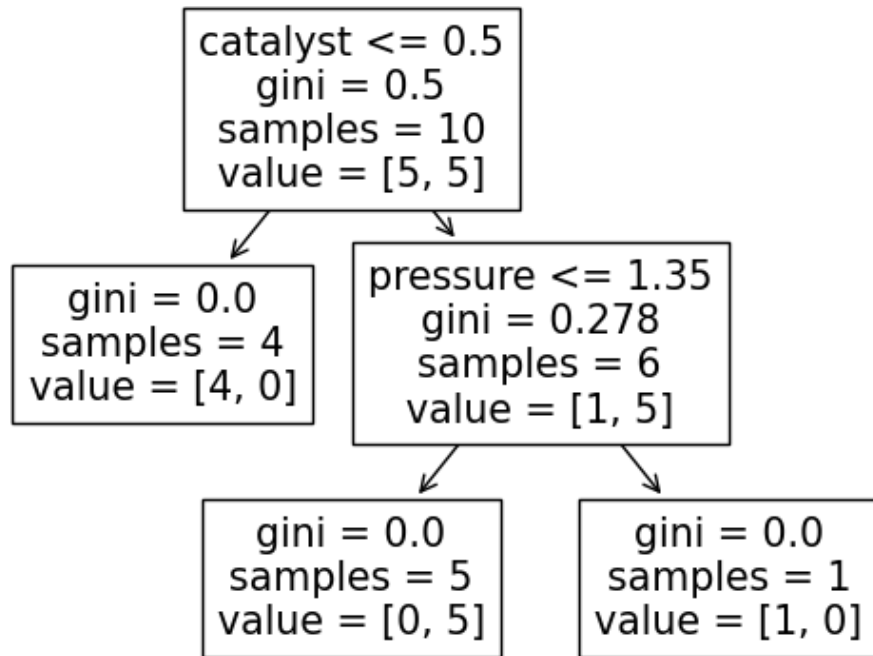 catalyst <= 0.5
gini = 0.5
samples = 10
value = [5, 5]
gini = 0.0
samples = 4
value = [4, 0]
pressure <= 1.35
gini = 0.278
samples = 6
value = [1, 5]
gini = 0.0
samples = 5
value = [0, 5]
gini = 0.0
samples = 1
value = [1, 0]